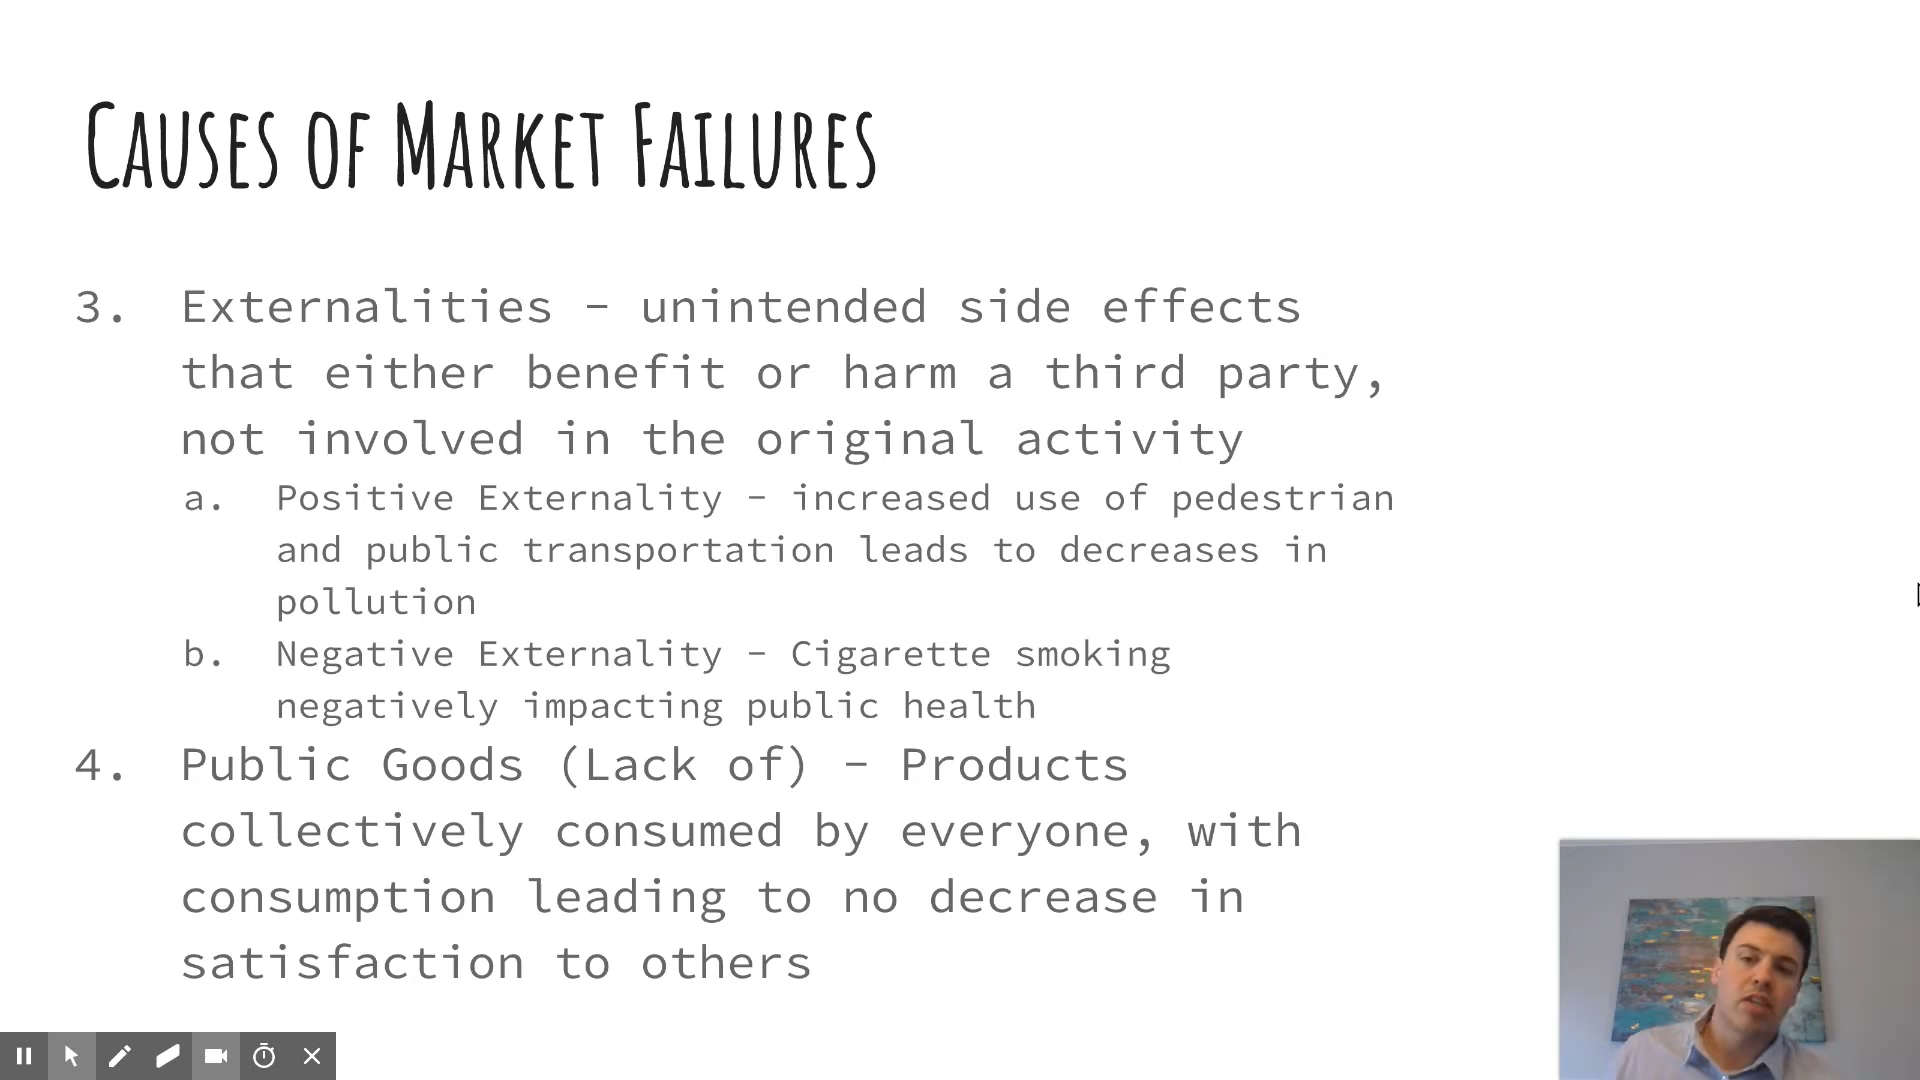 Causes of Market Failures
3. Externalities – unintended side effects
that either benefit or harm a third party,
not involved in the original activity
a. Positive Externality – increased use of pedestrian
and public transportation leads to decreases in
pollution
b. Negative Externality – Cigarette smoking
negatively impacting public health
4. Public Goods (Lack of) – Products
collectively consumed by everyone, with
consumption leading to no decrease in
satisfaction to others